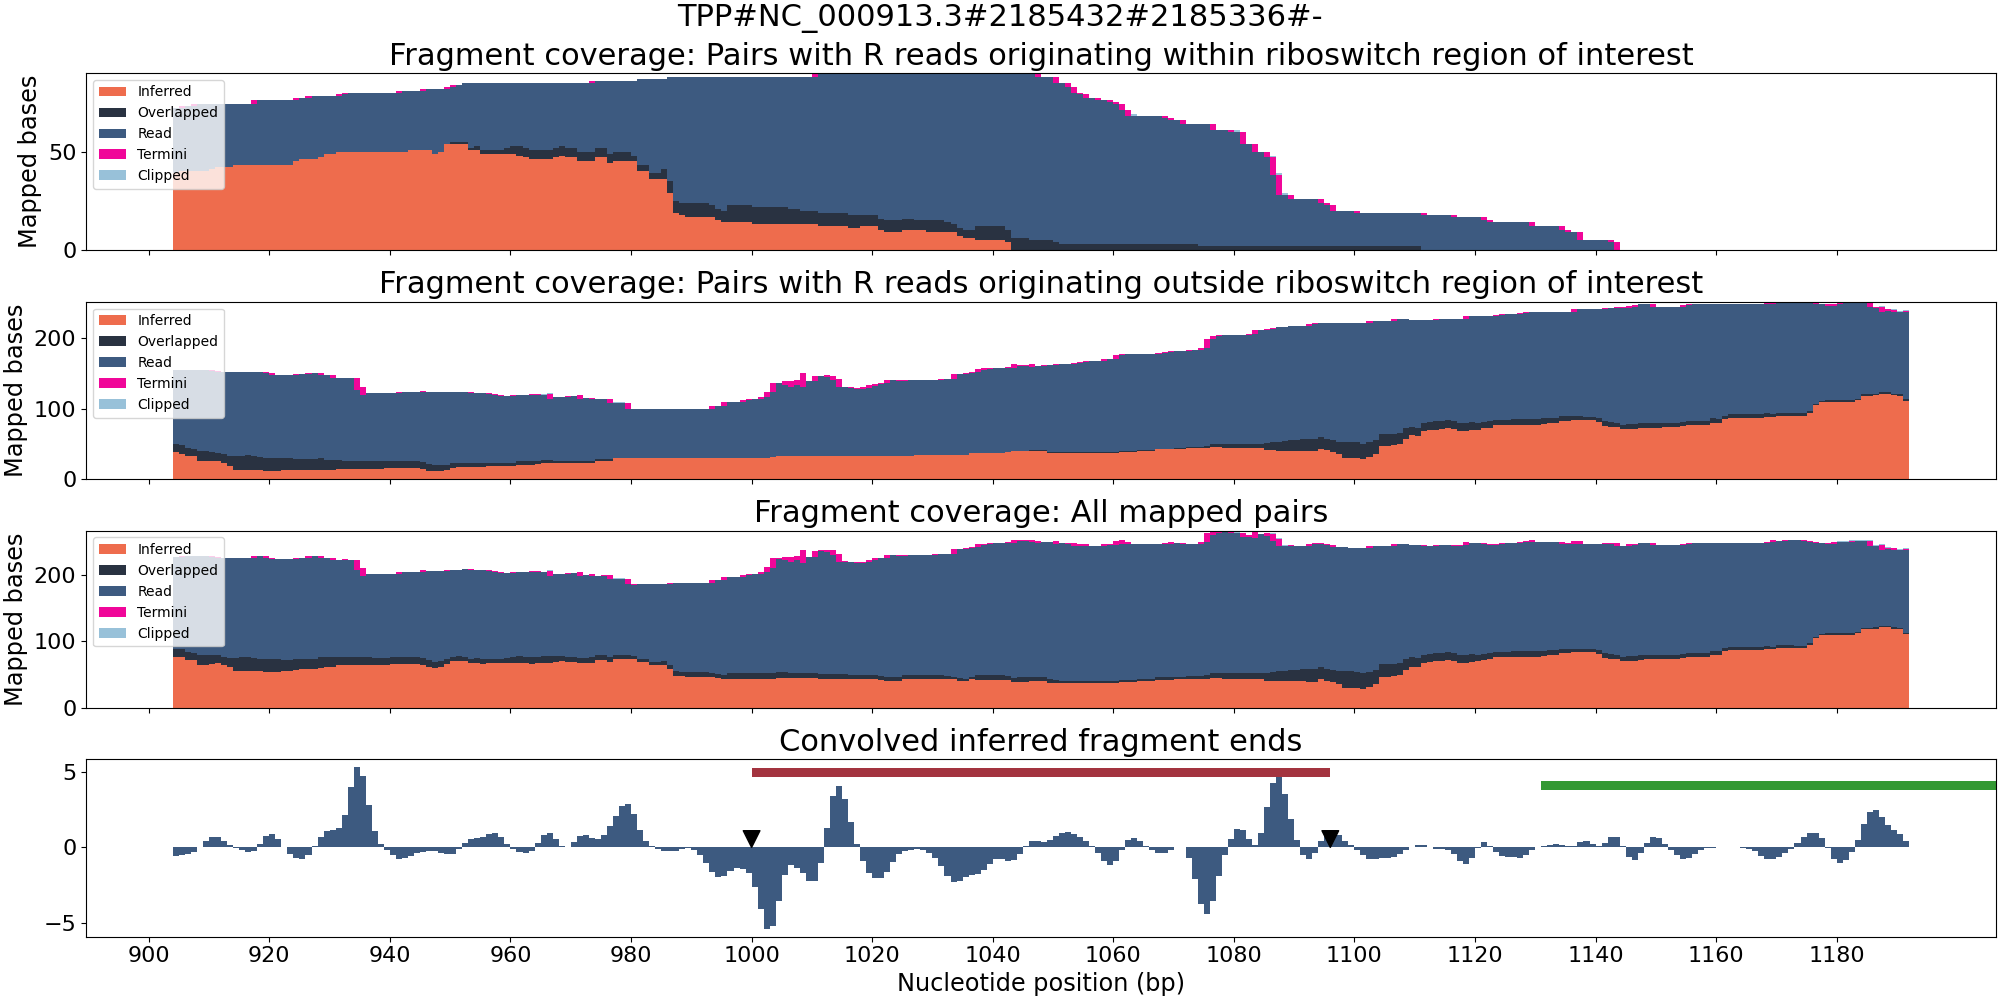 TPP#NC_000913.3#2185432#2185336#-
Fragment coverage: Pairs with R reads originating within riboswitch region of interest
Mapped bases
50
0
Inferred
Overlapped
Read
Termini
Clipped
Fragment coverage: Pairs with R reads originating outside riboswitch region of interest
Mapped bases
200
100
0
Inferred
Overlapped
Read
Termini
Clipped
Fragment coverage: All mapped pairs
Mapped bases
200
100
0
Inferred
Overlapped
Read
Termini
Clipped
Convolved inferred fragment ends
5
0
−5
900 920 940 960 980 1000 1020 1040 1060 1080 1100 1120 1140 1160 1180
Nucleotide position (bp)